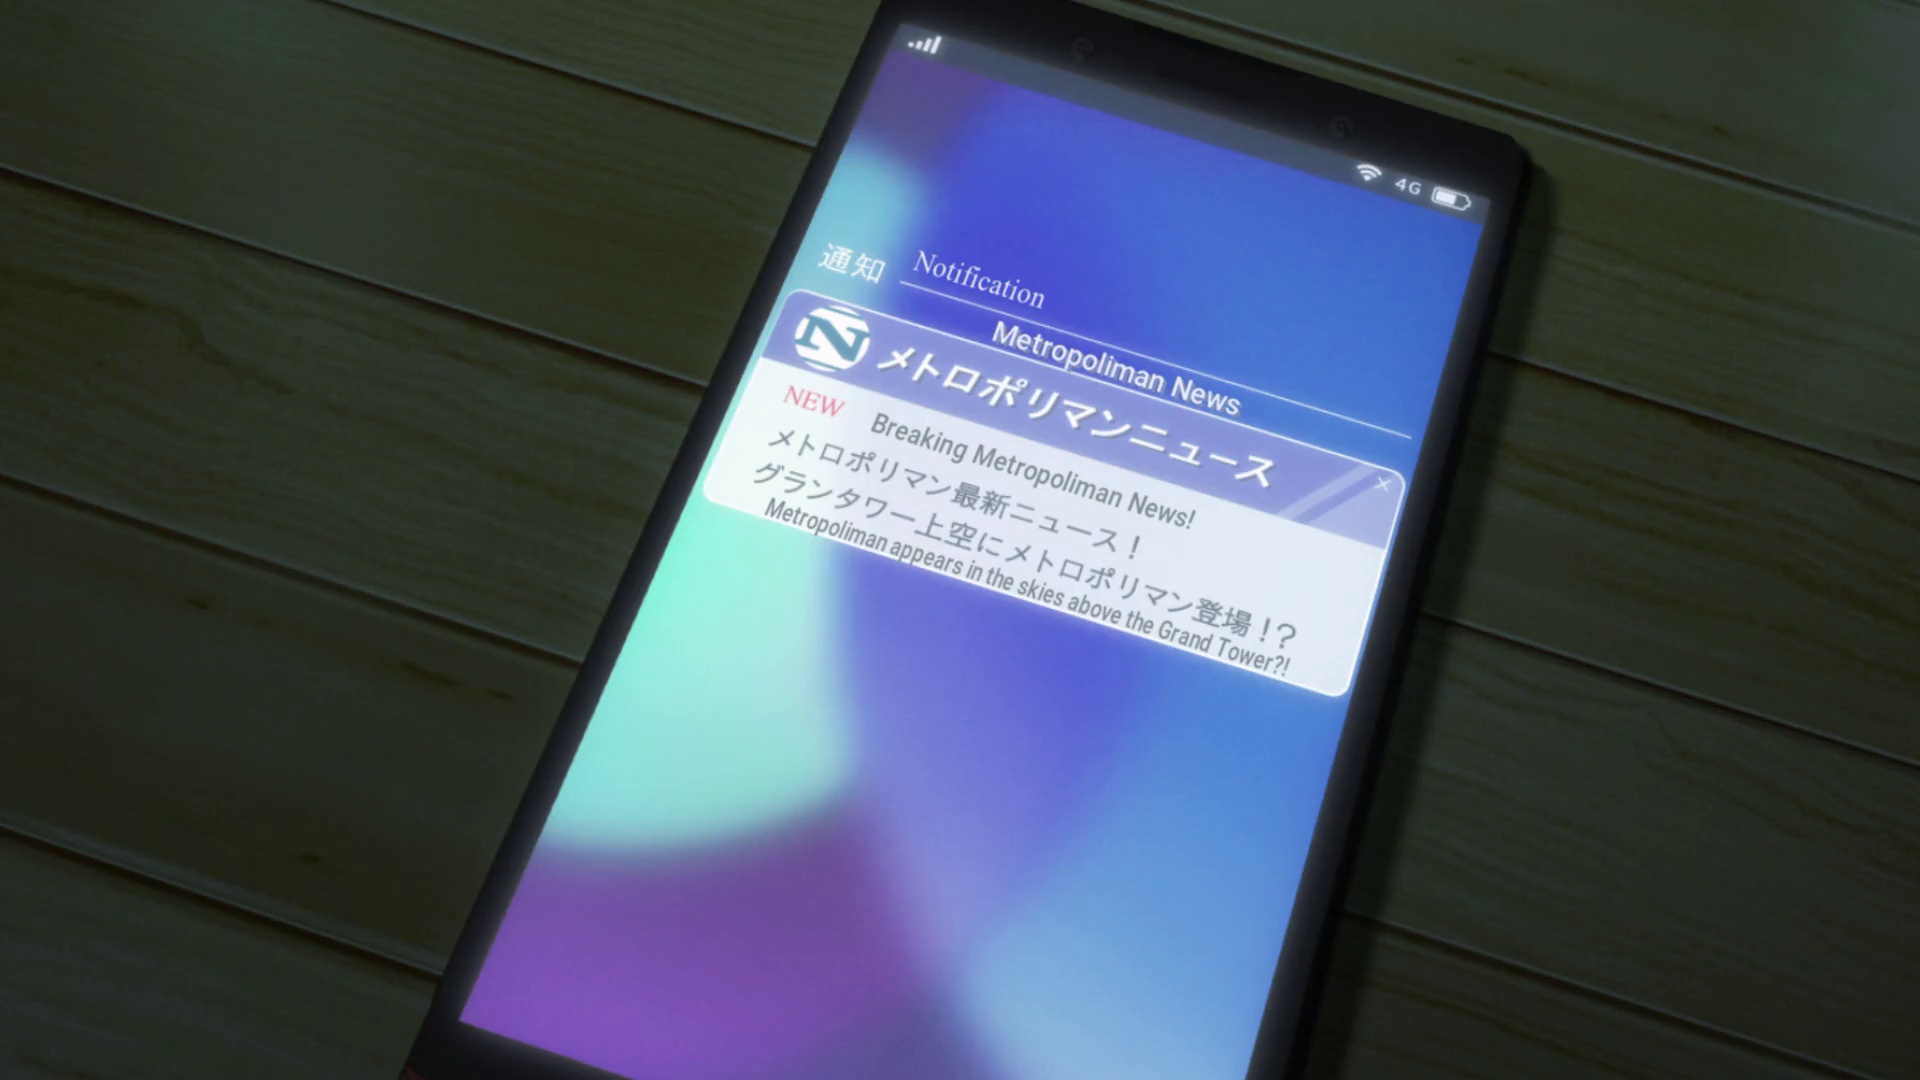 4G
通知 Notification
Metropoliman News
N メトロポリマンニュース
NEW
Breaking Metropoliman News!
メトロポリマン最新ニュース！
グランタワー上空にメトロポリマン登場！？
Metropoliman appears in the skies above the Grand Tower?!